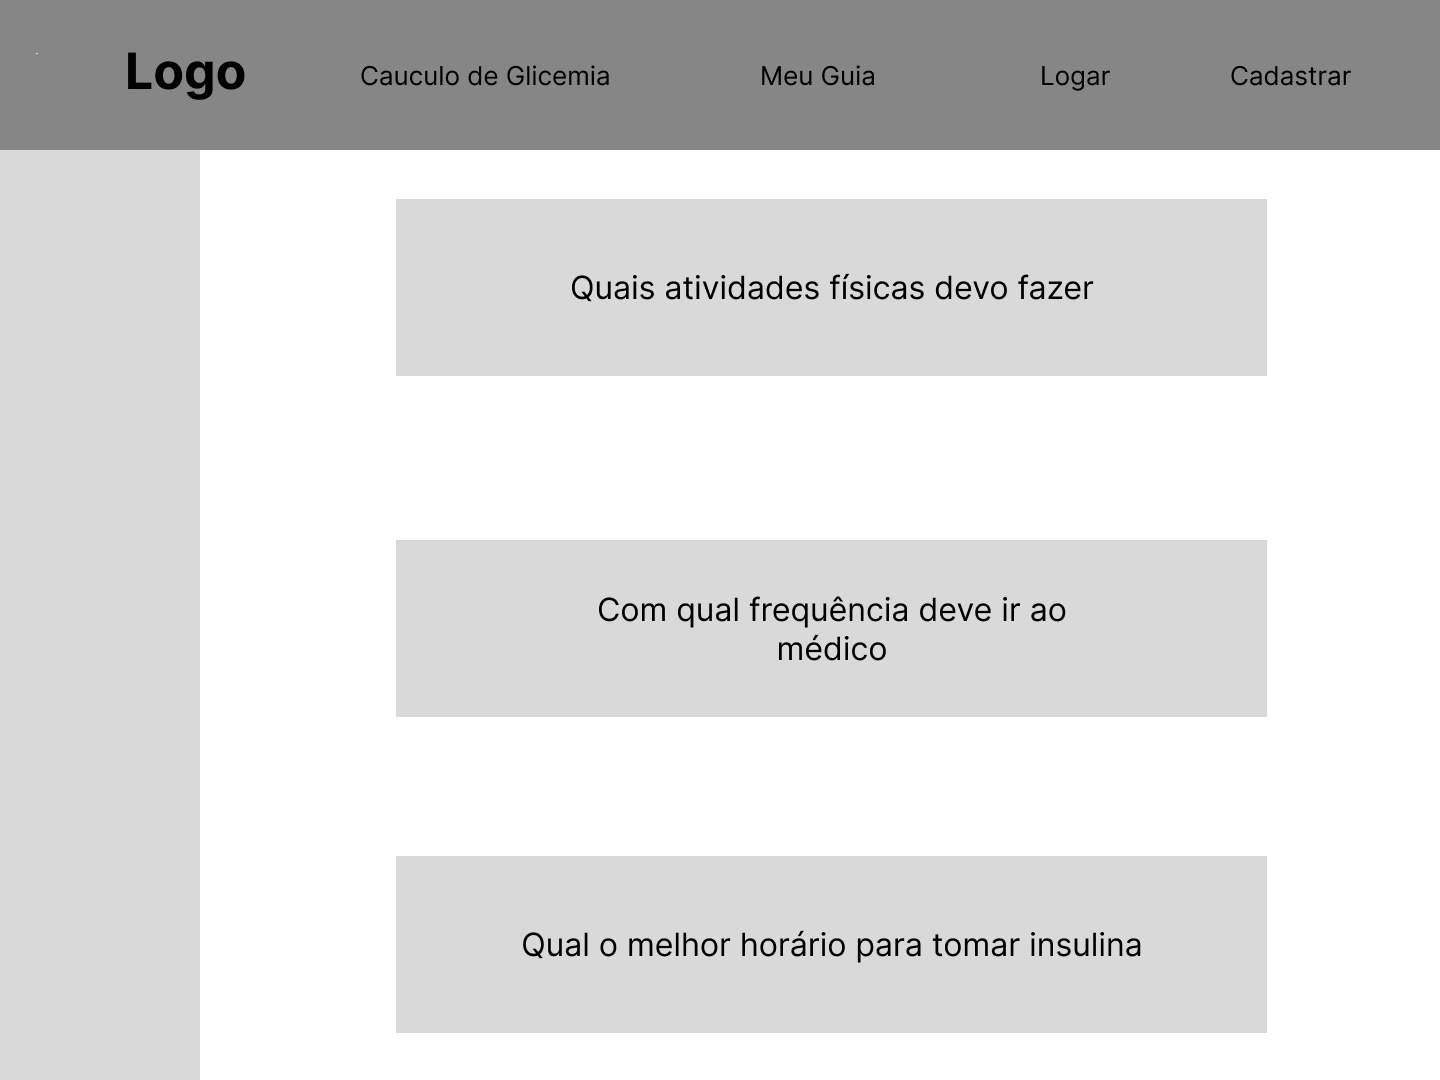 Logo
Cauculo de Glicemia
Meu Guia
Logar
Cadastrar
Quais atividades físicas devo fazer
Com qual frequência deve ir ao
médico
Qual o melhor horário para tomar insulina